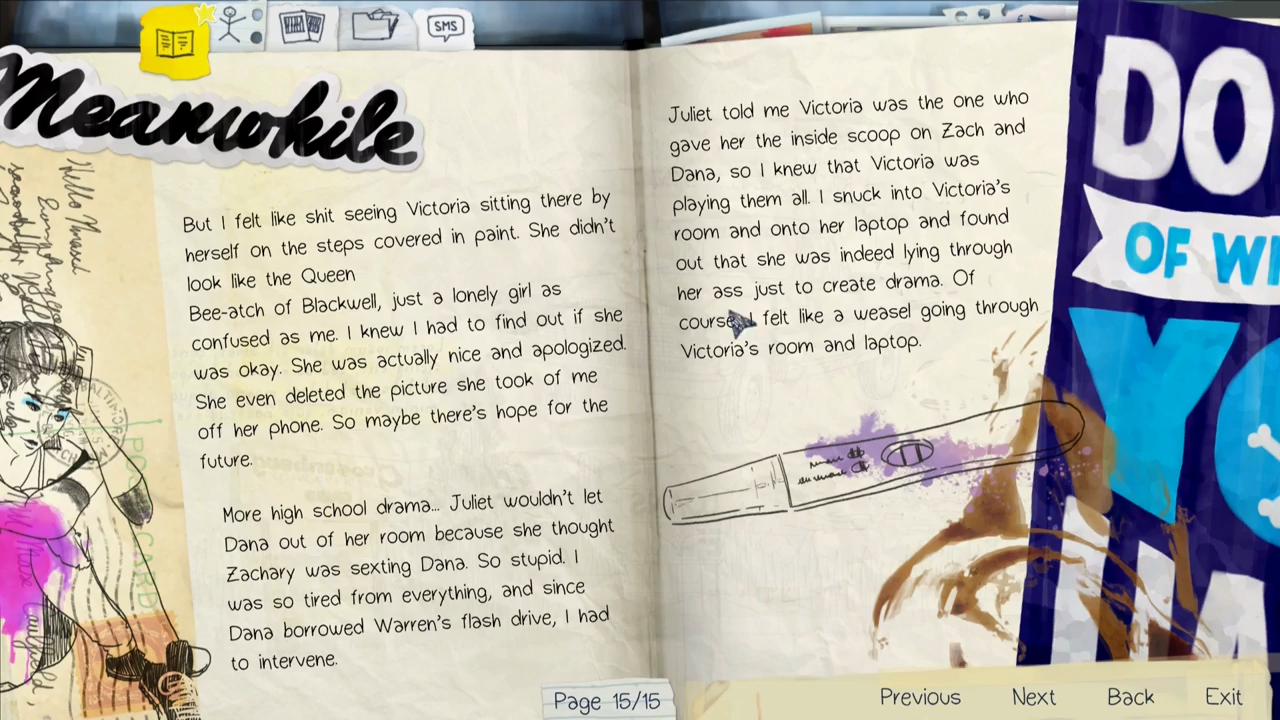 SMS
Meanwhile
But I felt like shit seeing Victoria sitting there by
herself on the steps covered in paint. She didn't
look like the Queen
Bee-atch of Blackwell, just a lonely girl as
confused as me. I knew I had to find out if she
was okay. She was actually nice and apologized.
She even deleted the picture she took of me
off her phone. So maybe there's hope for the
future.
More high school drama... Juliet wouldn't let
Dana out of her room because she thought
Zachary was sexting Dana. So stupid. I
was so tired from everything, and since
Dana borrowed Warren's flash drive, I had
to intervene.
Juliet told me Victoria was the one who
gave her the inside scoop on Zach and
Dana, so I knew that Victoria was
playing them all. I snuck into Victoria's
room and onto her laptop and found
out that she was indeed lying through
her ass just to create drama. Of
course I felt like a weasel going through
Victoria's room and laptop.
DO
OF W
Y
Hello
POST CARD
Max Caulfield,
Page 15/15
Previous
Next
Back
Exit